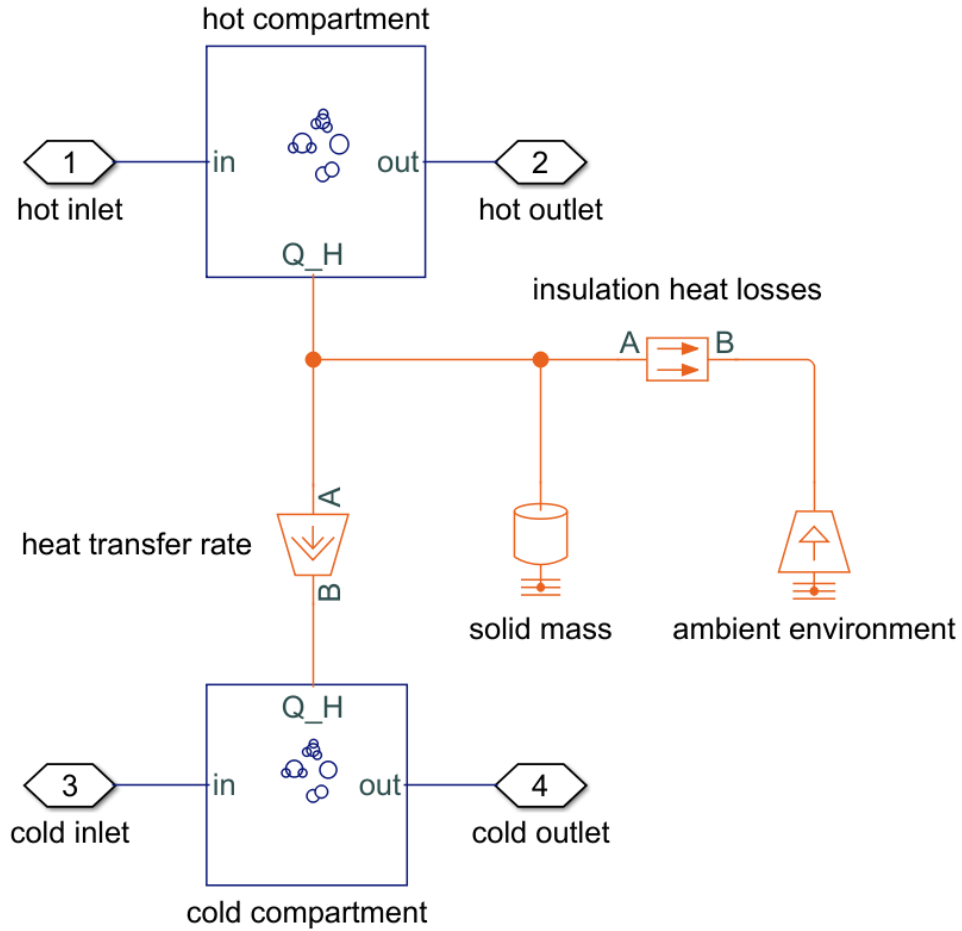 hot compartment
1
in
out
2
hot inlet
hot outlet
Q_H
insulation heat losses
A
B
A
heat transfer rate
B
solid mass
ambient environment
Q_H
3
in
out
4
cold inlet
cold outlet
cold compartment